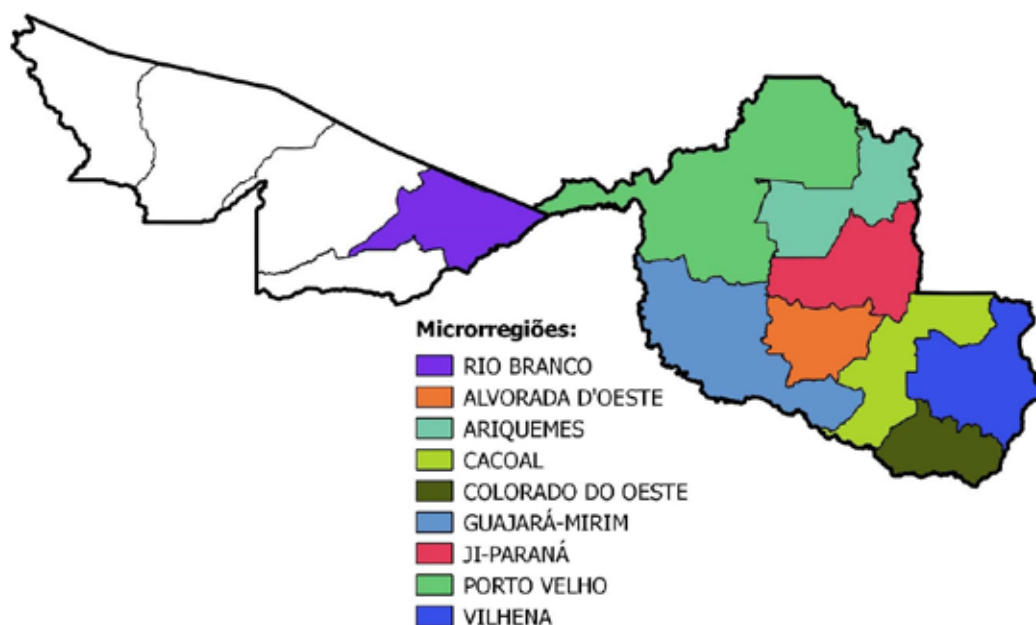 Microrregiões:
RIO BRANCO
ALVORADA D'OESTE
ARIQUEMES
CACOAL
COLORADO DO OESTE
GUAJARÁ-MIRIM
JI-PARANÁ
PORTO VELHO
VILHENA